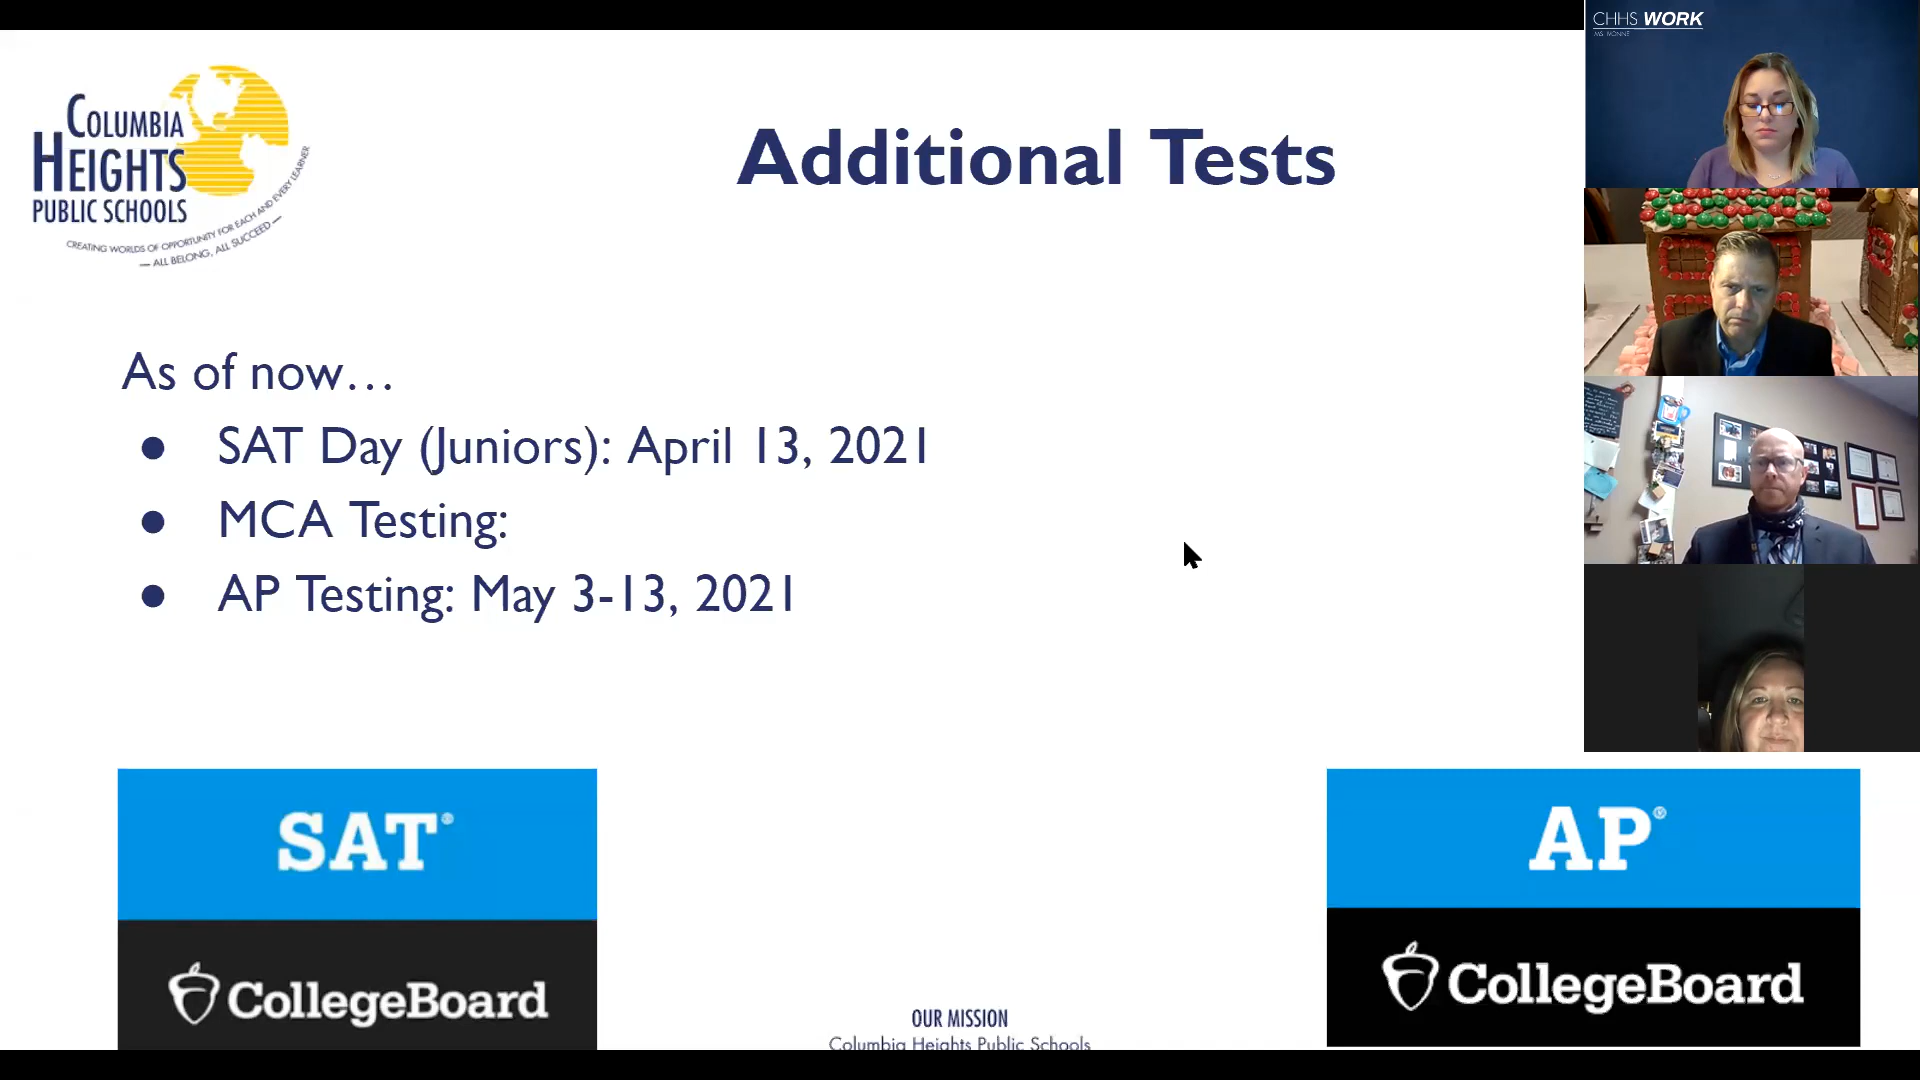 COLUMBIA
HEIGHTS
PUBLIC SCHOOLS
CREATING WORLDS OF OPPORTUNITY FOR EACH AND EVERY LEARNER
— ALL BELONG, ALL SUCCEED —
Additional Tests
As of now…
● SAT Day (Juniors): April 13, 2021
● MCA Testing:
● AP Testing: May 3-13, 2021
SAT®
CollegeBoard
OUR MISSION
Columbia Heights Public Schools
AP®
CollegeBoard
CHHS WORK